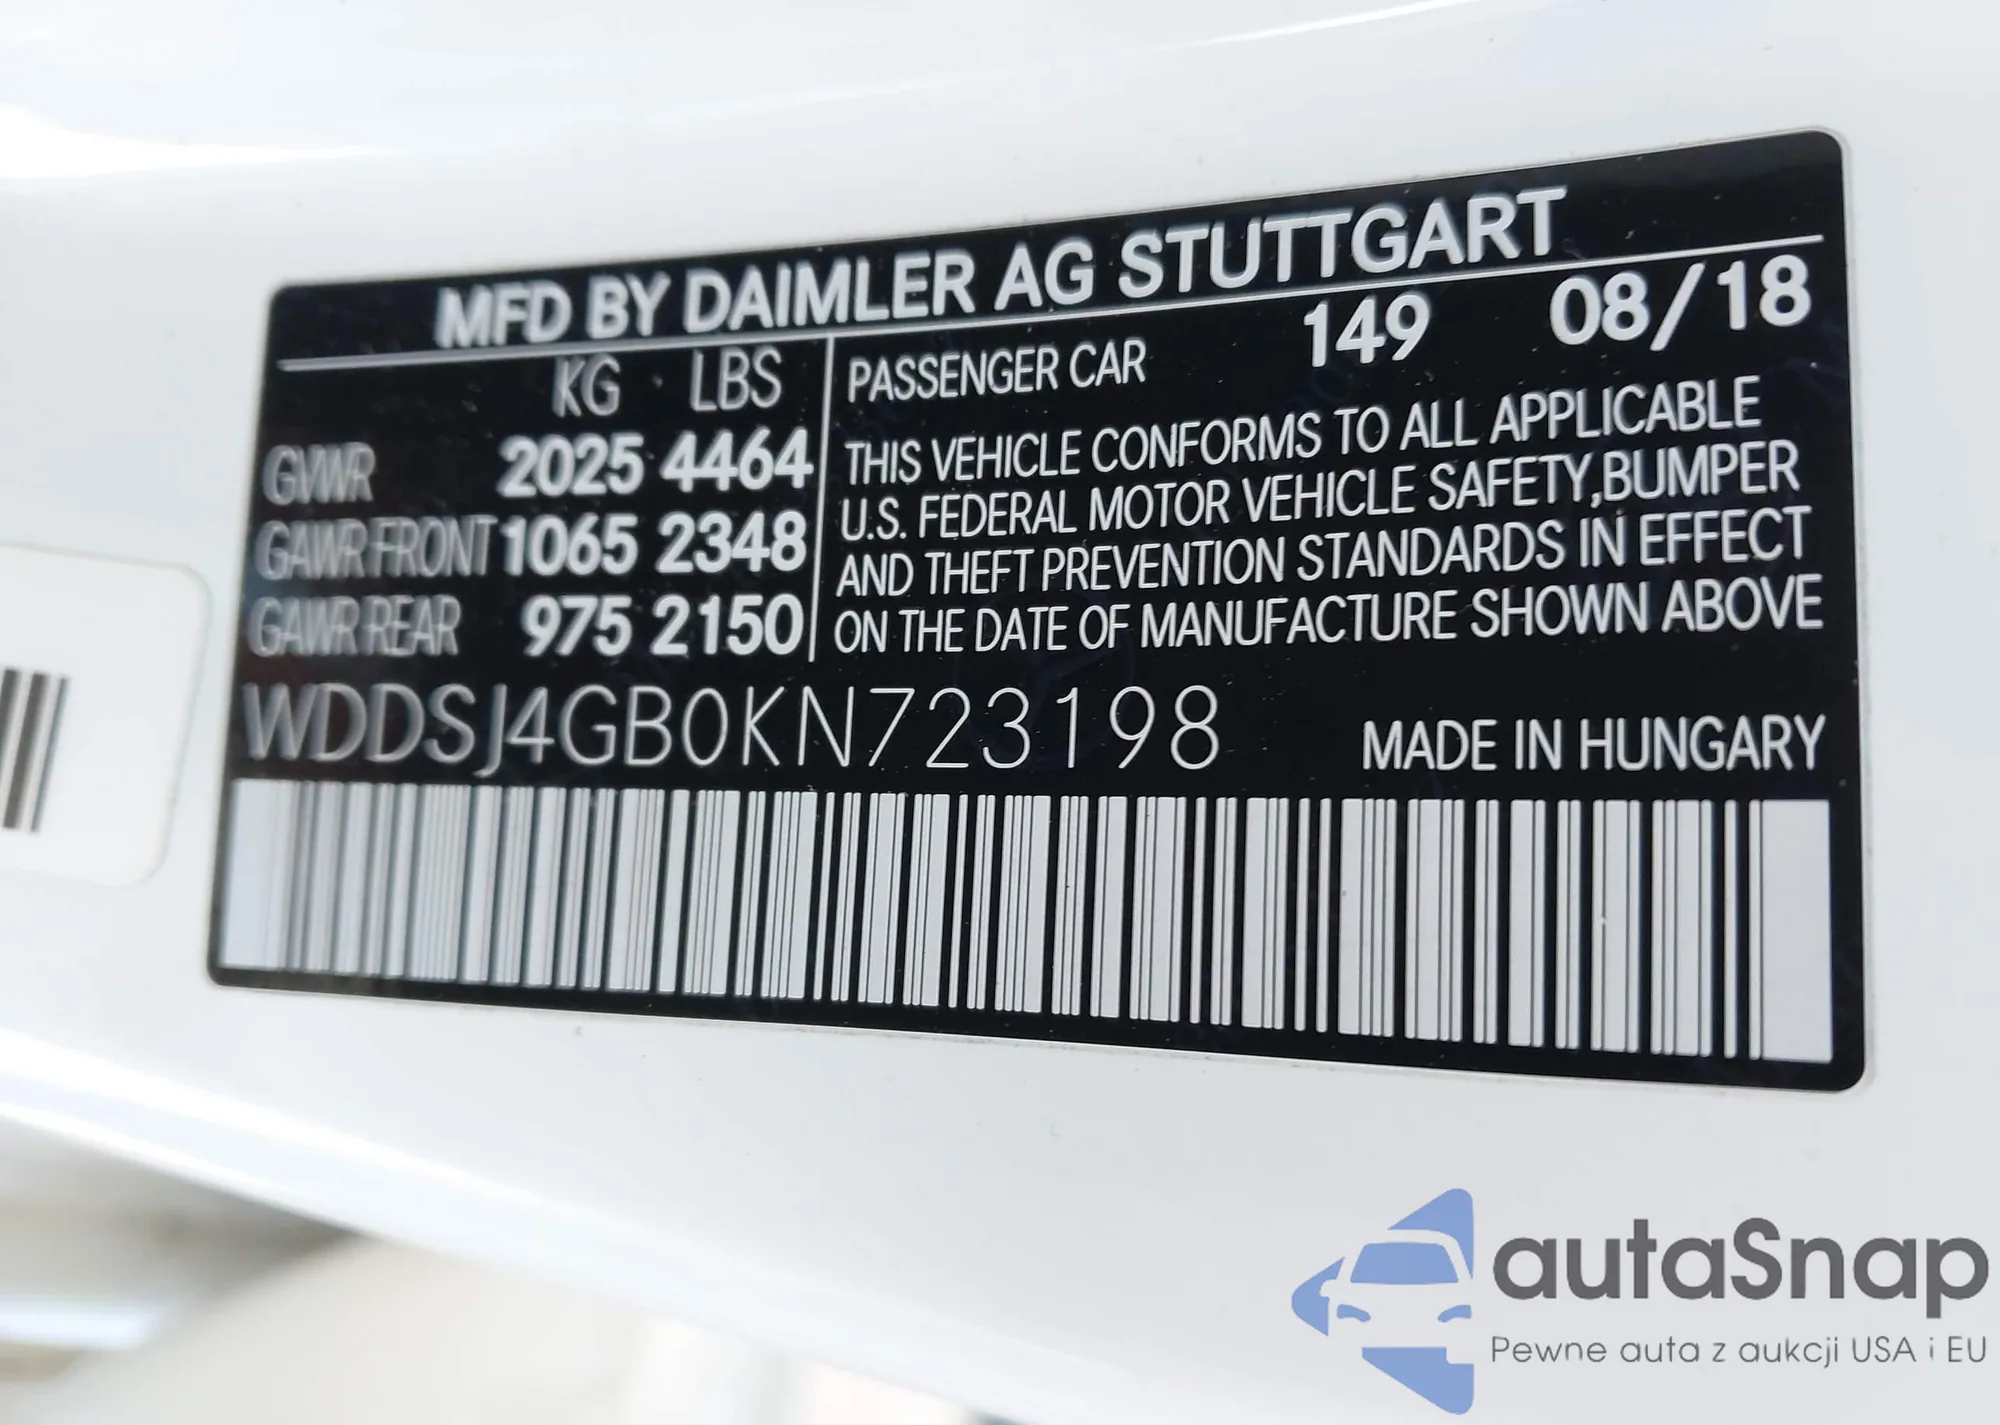 MFD BY DAIMLER AG STUTTGART
KG LBS
GVWR 2025 4464
GAWR FRONT 1065 2348
GAWR REAR 975 2150
PASSENGER CAR 149 08/18
THIS VEHICLE CONFORMS TO ALL APPLICABLE
U.S. FEDERAL MOTOR VEHICLE SAFETY,BUMPER
AND THEFT PREVENTION STANDARDS IN EFFECT
ON THE DATE OF MANUFACTURE SHOWN ABOVE
WDDSJ4GB0KN723198
MADE IN HUNGARY
autaSnap
Pewne auta z aukcji USA i EU